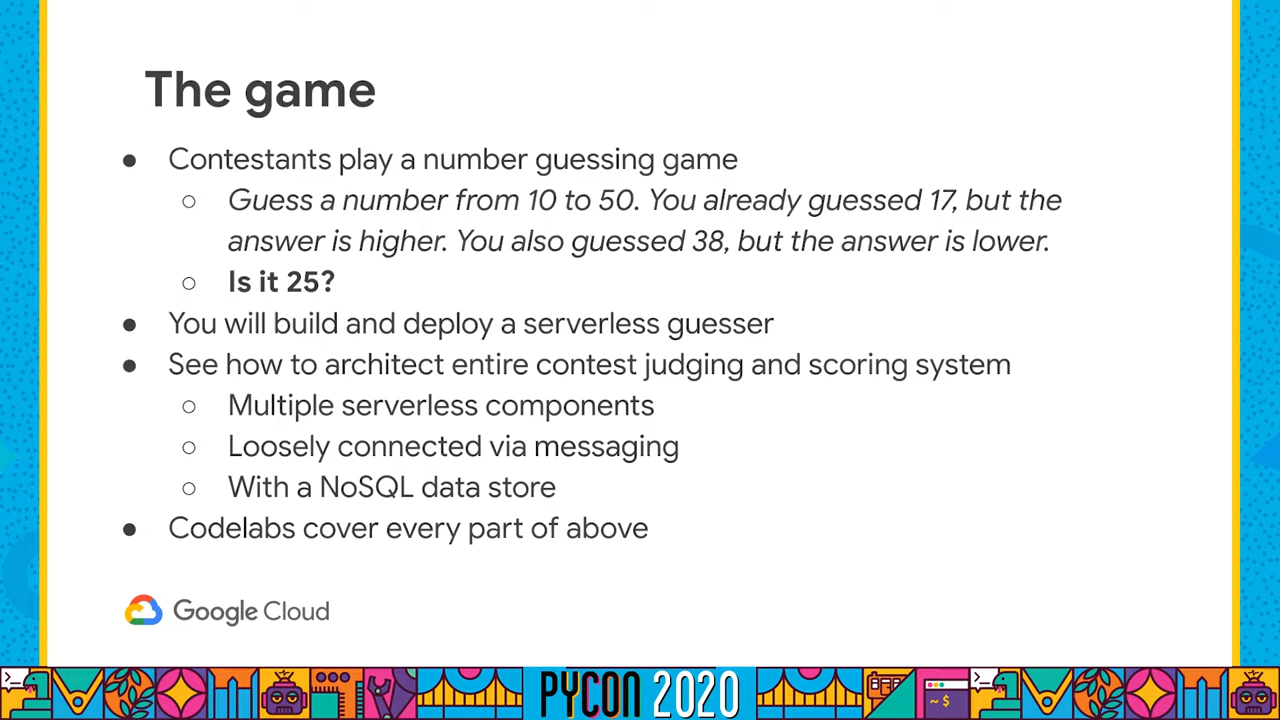 The game
● Contestants play a number guessing game
○ Guess a number from 10 to 50. You already guessed 17, but the
answer is higher. You also guessed 38, but the answer is lower.
○ Is it 25?
● You will build and deploy a serverless guesser
● See how to architect entire contest judging and scoring system
○ Multiple serverless components
○ Loosely connected via messaging
○ With a NoSQL data store
● Codelabs cover every part of above
Google Cloud
PYCON 2020
~$